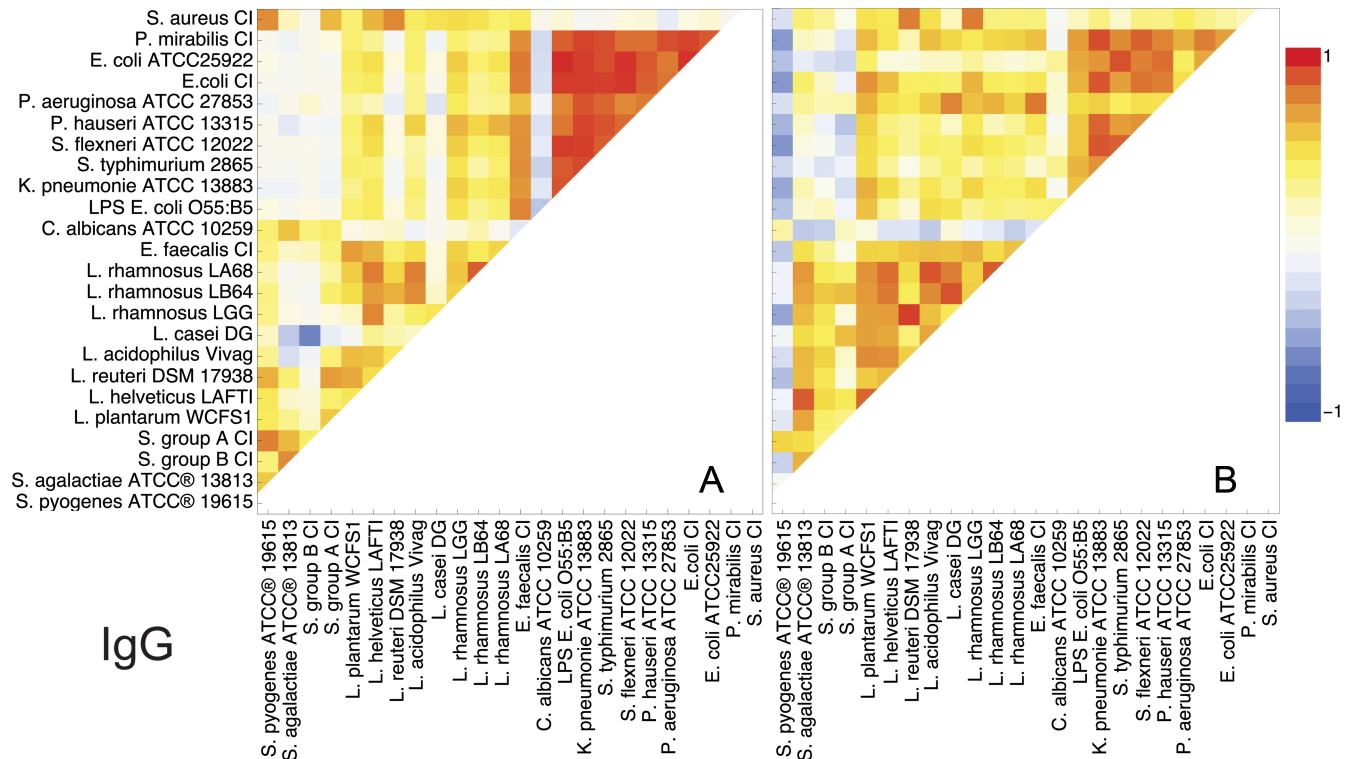 S. aureus CI
P. mirabilis CI
E. coli ATCC25922
E.coli CI
P. aeruginosa ATCC 27853
P. hauseri ATCC 13315
S. flexneri ATCC 12022
S. typhimurium 2865
K. pneumonie ATCC 13883
LPS E. coli O55:B5
C. albicans ATCC 10259
E. faecalis CI
L. rhamnosus LA68
L. rhamnosus LB64
L. rhamnosus LGG
L. casei DG
L. acidophilus Vivag
L. reuteri DSM 17938
L. helveticus LAFTI
L. plantarum WCFS1
S. group A CI
S. group B CI
S. agalactiae ATCC® 13813
S. pyogenes ATCC® 19615
A
B
1
−1
S. pyogenes ATCC® 19615
S. agalactiae ATCC® 13813
S. group B CI
S. group A CI
L. plantarum WCFS1
L. helveticus LAFTI
L. reuteri DSM 17938
L. acidophilus Vivag
L. casei DG
L. rhamnosus LGG
L. rhamnosus LB64
L. rhamnosus LA68
E. faecalis CI
C. albicans ATCC 10259
LPS E. coli O55:B5
K. pneumonie ATCC 13883
S. typhimurium 2865
S. flexneri ATCC 12022
P. hauseri ATCC 13315
P. aeruginosa ATCC 27853
E.coli CI
E. coli ATCC25922
P. mirabilis CI
S. aureus CI
S. pyogenes ATCC® 19615
S. agalactiae ATCC® 13813
S. group B CI
S. group A CI
L. plantarum WCFS1
L. helveticus LAFTI
L. reuteri DSM 17938
L. acidophilus Vivag
L. casei DG
L. rhamnosus LGG
L. rhamnosus LB64
L. rhamnosus LA68
E. faecalis CI
C. albicans ATCC 10259
LPS E. coli O55:B5
K. pneumonie ATCC 13883
S. typhimurium 2865
S. flexneri ATCC 12022
P. hauseri ATCC 13315
P. aeruginosa ATCC 27853
E.coli CI
E. coli ATCC25922
P. mirabilis CI
S. aureus CI
IgG